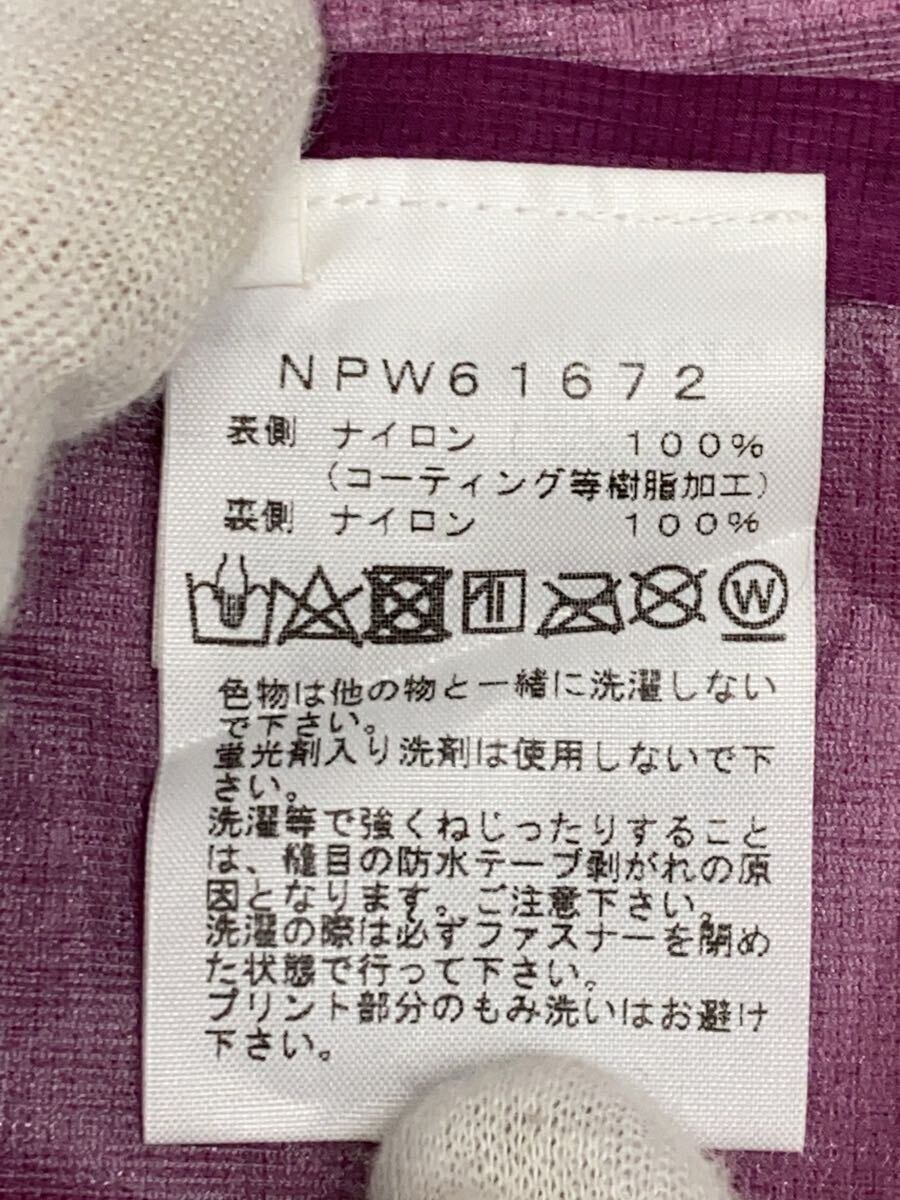 NPW61672
表側 ナイロン 100%
(コーティング等樹脂加工)
裏側 ナイロン 100%
W
色物は他の物と一緒に洗濯しない
で下さい。
蛍光剤入り洗剤は使用しないで下
さい。
洗濯等で強くねじったりすること
は、縫目の防水テープ剥がれの原
因となります。ご注意下さい。
洗濯の際は必ずファスナーを閉め
た状態で行って下さい。
プリント部分のもみ洗いはお避け
下さい。